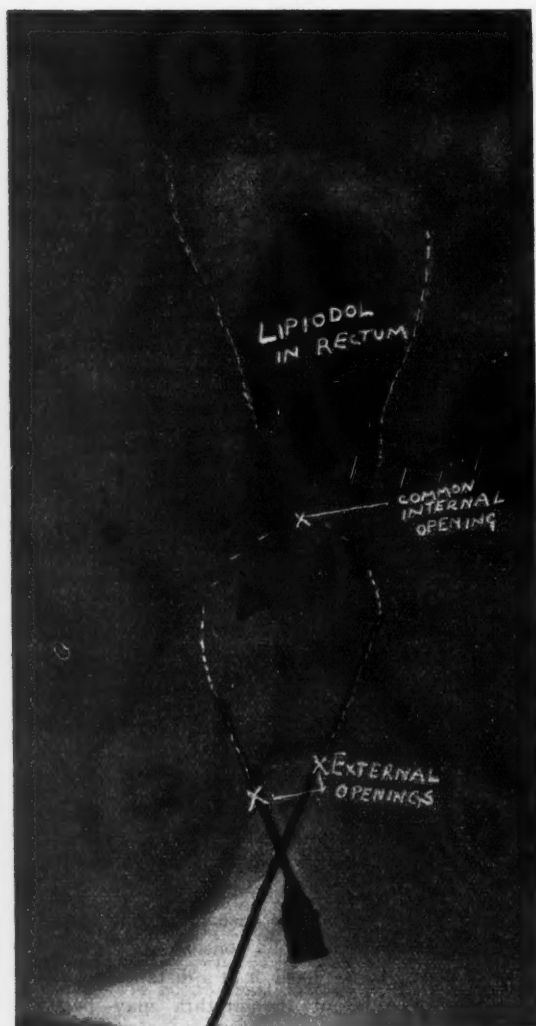 LIPIODOL
IN RECTUM
COMMON
INTERNAL
OPENING
X
X EXTERNAL
OPENINGS
X